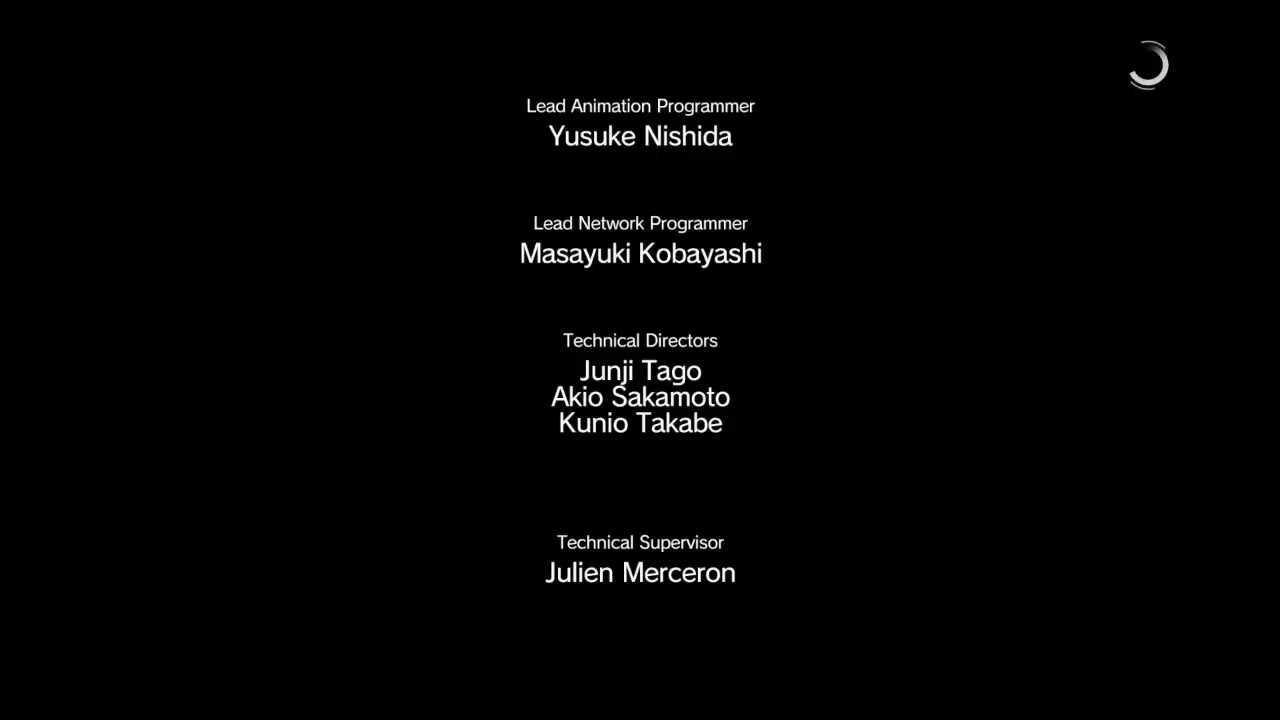 Lead Animation Programmer
Yusuke Nishida
Lead Network Programmer
Masayuki Kobayashi
Technical Directors
Junji Tago
Akio Sakamoto
Kunio Takabe
Technical Supervisor
Julien Merceron